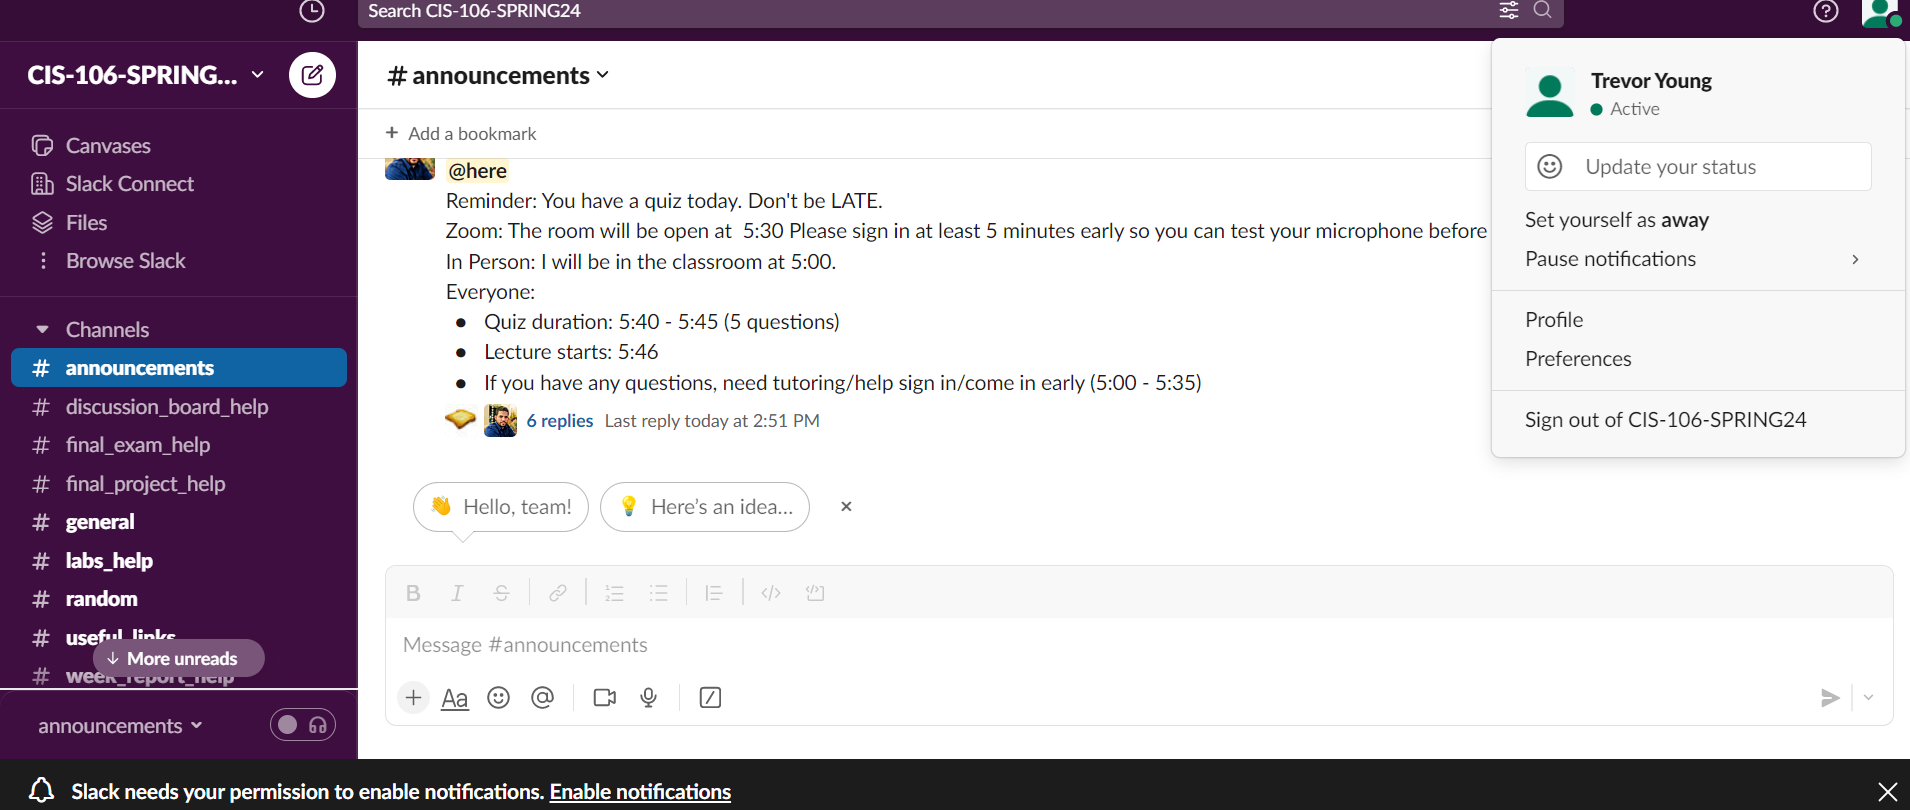 Search CIS-106-SPRING24
CIS-106-SPRING...
Canvases
Slack Connect
Files
Browse Slack
Channels
# announcements
# discussion_board_help
# final_exam_help
# final_project_help
# general
# labs_help
# random
# useful_links
↓ More unreads
# week_report_help
announcements
# announcements
+ Add a bookmark
@here
Reminder: You have a quiz today. Don't be LATE.
Zoom: The room will be open at 5:30 Please sign in at least 5 minutes early so you can test your microphone before
In Person: I will be in the classroom at 5:00.
Everyone:
● Quiz duration: 5:40 - 5:45 (5 questions)
● Lecture starts: 5:46
● If you have any questions, need tutoring/help sign in/come in early (5:00 - 5:35)
6 replies Last reply today at 2:51 PM
👋 Hello, team! 💡 Here's an idea... ×
B I S
Message #announcements
+ Aa @
Trevor Young
Active
Update your status
Set yourself as away
Pause notifications
Profile
Preferences
Sign out of CIS-106-SPRING24
Slack needs your permission to enable notifications. Enable notifications